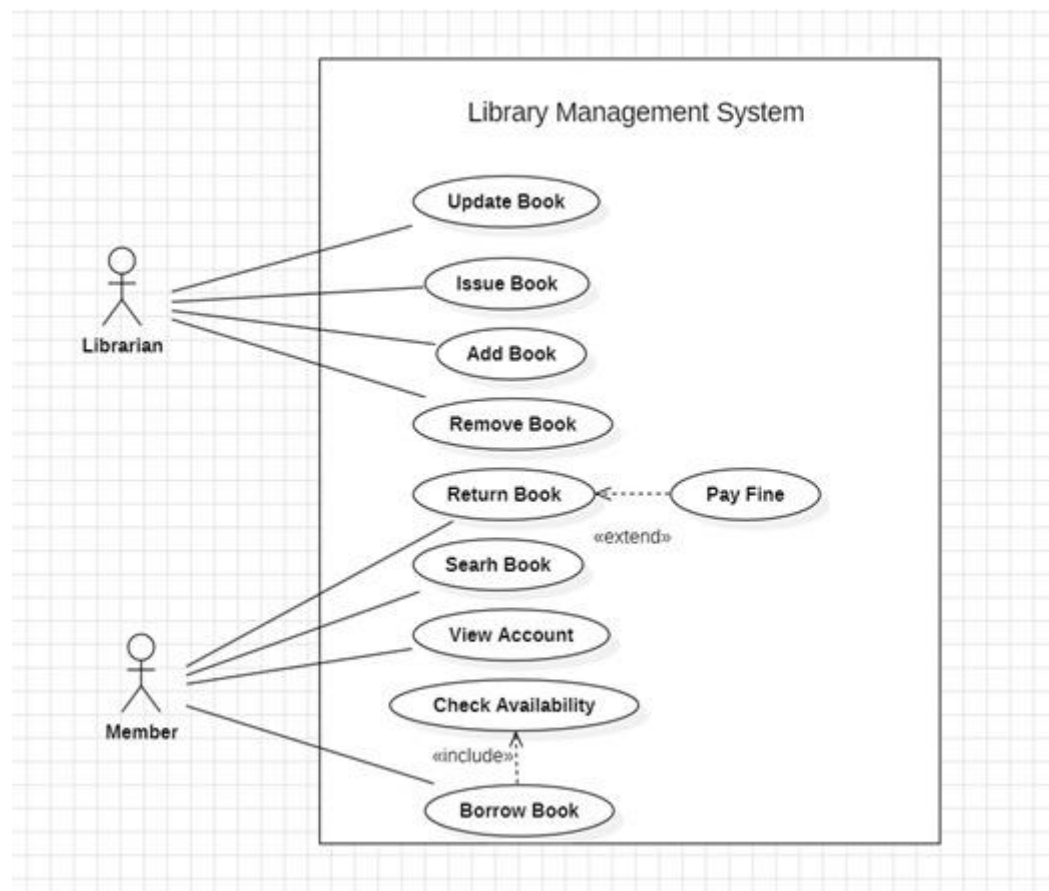 Library Management System
Update Book
Issue Book
Add Book
Librarian
Remove Book
Return Book
Pay Fine
«extend»
Searh Book
View Account
Check Availability
Member
«include»
Borrow Book